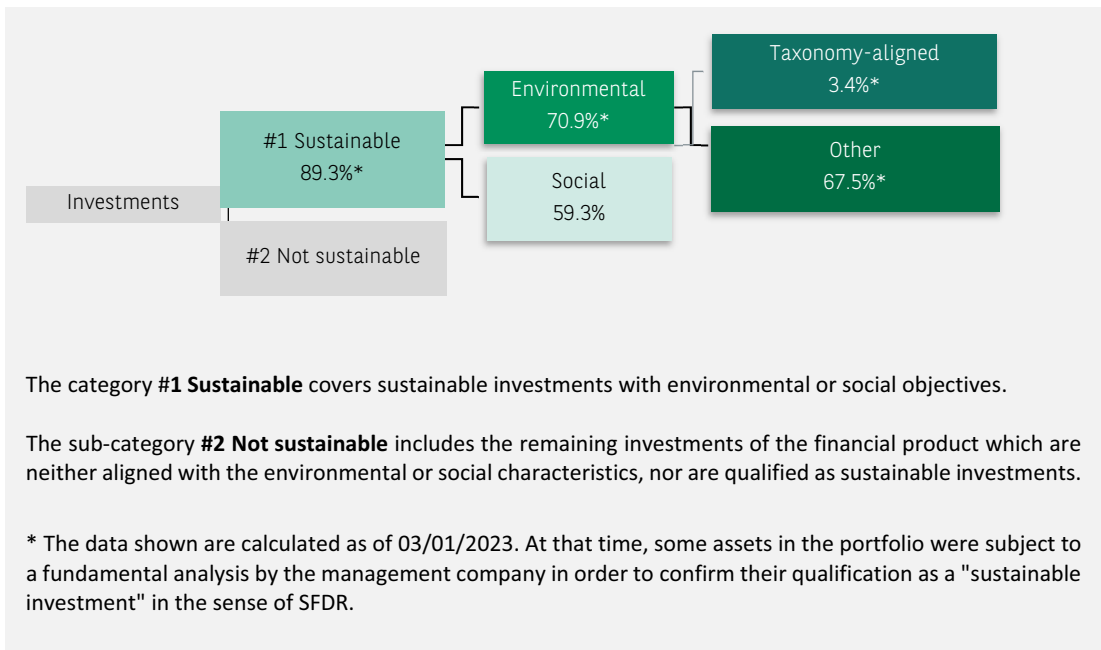 Taxonomy-aligned
3.4%*
Environmental
70.9%*
#1 Sustainable
89.3%*
Other
67.5%*
Social
59.3%
Investments
#2 Not sustainable
The category #1 Sustainable covers sustainable investments with environmental or social objectives.
The sub-category #2 Not sustainable includes the remaining investments of the financial product which are
neither aligned with the environmental or social characteristics, nor are qualified as sustainable investments.
* The data shown are calculated as of 03/01/2023. At that time, some assets in the portfolio were subject to
a fundamental analysis by the management company in order to confirm their qualification as a "sustainable
investment" in the sense of SFDR.